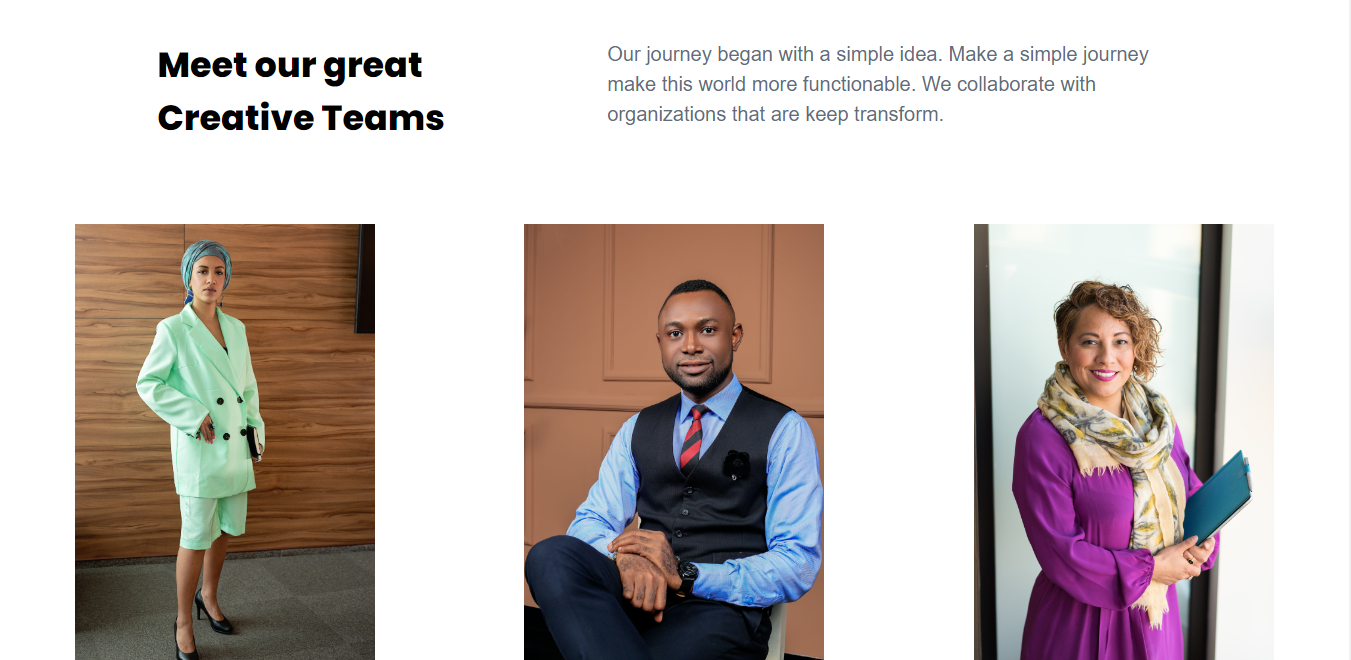 Meet our great
Creative Teams
Our journey began with a simple idea. Make a simple journey
make this world more functionable. We collaborate with
organizations that are keep transform.